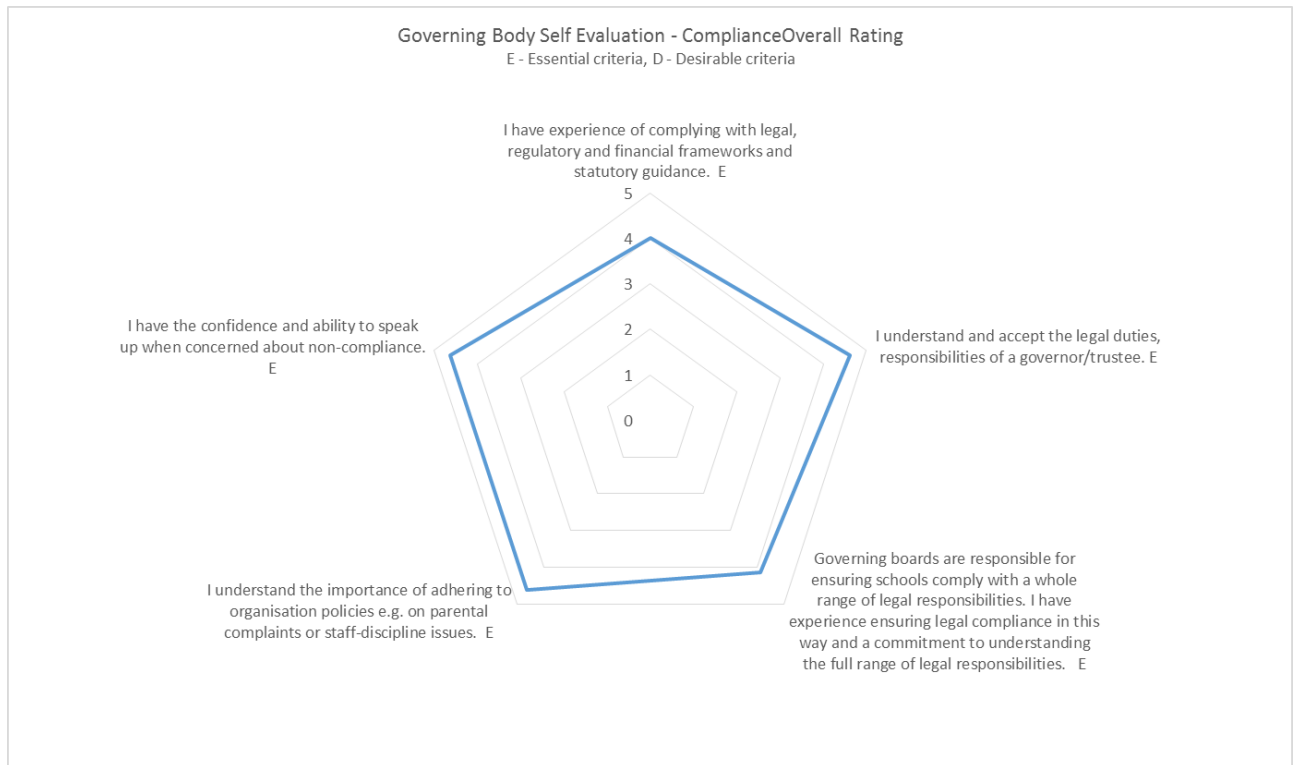 Governing Body Self Evaluation - ComplianceOverall Rating
E - Essential criteria, D - Desirable criteria
I have experience of complying with legal,
regulatory and financial frameworks and
statutory guidance.  E
5
4
3
2
1
0
I understand and accept the legal duties,
responsibilities of a governor/trustee. E
Governing boards are responsible for
ensuring schools comply with a whole
range of legal responsibilities. I have
experience ensuring legal compliance in this
way and a commitment to understanding
the full range of legal responsibilities.   E
I understand the importance of adhering to
organisation policies e.g. on parental
complaints or staff-discipline issues.  E
I have the confidence and ability to speak
up when concerned about non-compliance.
E